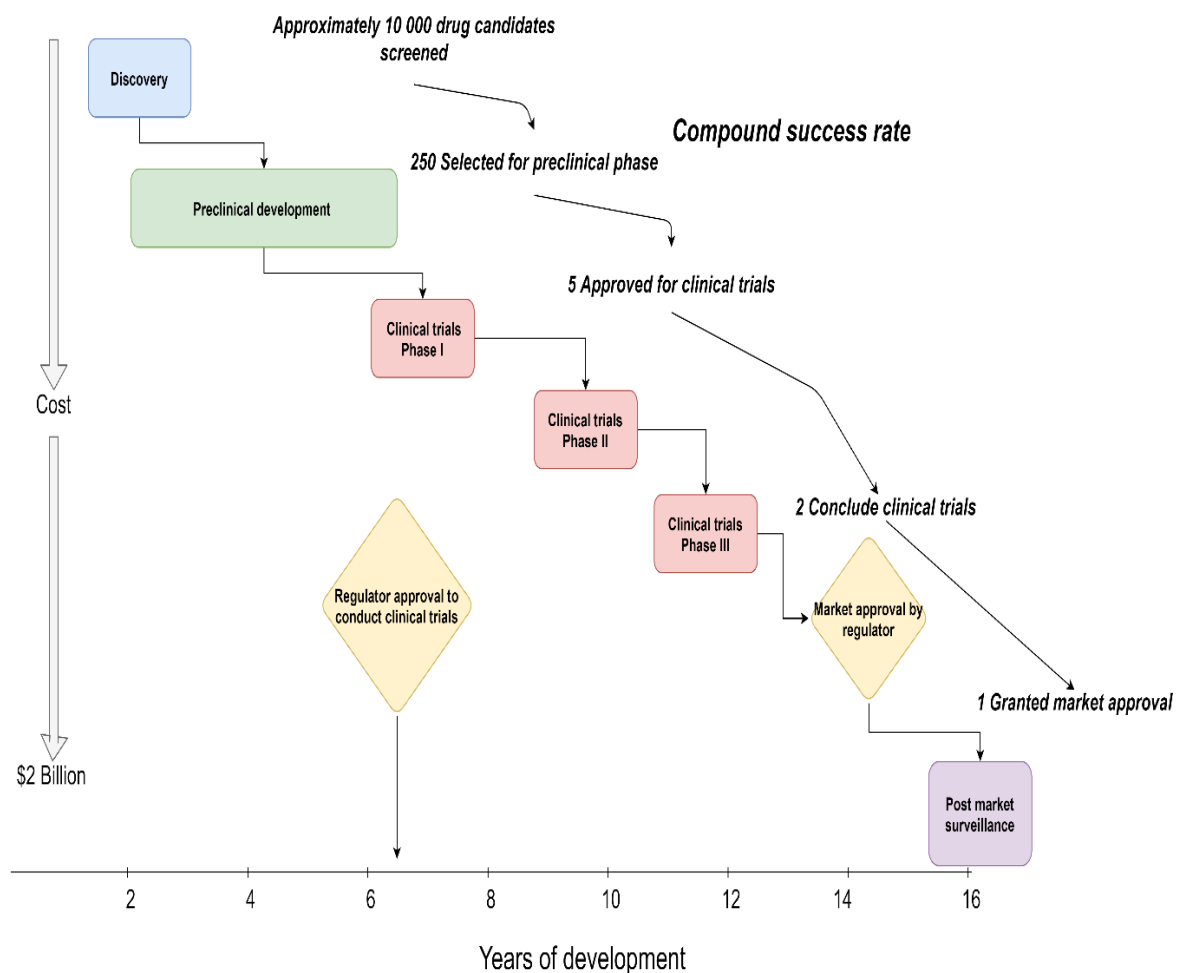 Approximately 10 000 drug candidates
screened
Discovery
Compound success rate
250 Selected for preclinical phase
Preclinical development
5 Approved for clinical trials
Clinical trials
Phase I
Cost
Clinical trials
Phase II
2 Conclude clinical trials
Clinical trials
Phase III
Regulator approval to
conduct clinical trials
Market approval by
regulator
1 Granted market approval
$2 Billion
Post market
surveillance
2 4 6 8 10 12 14 16
Years of development